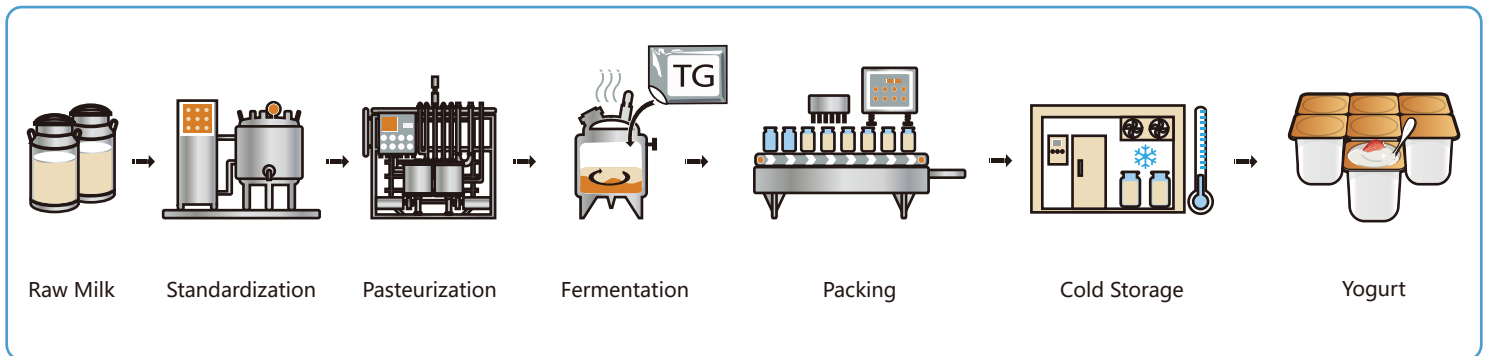 TG
Raw Milk
Standardization
Pasteurization
Fermentation
Packing
Cold Storage
Yogurt